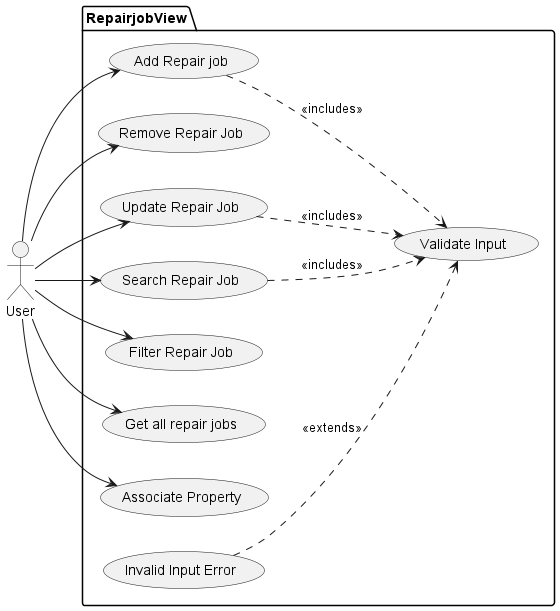 RepairjobView
Add Repair job
«includes»
Remove Repair Job
Update Repair Job
«includes»
Validate Input
«includes»
Search Repair Job
User
Filter Repair Job
Get all repair jobs
«extends»
Associate Property
Invalid Input Error